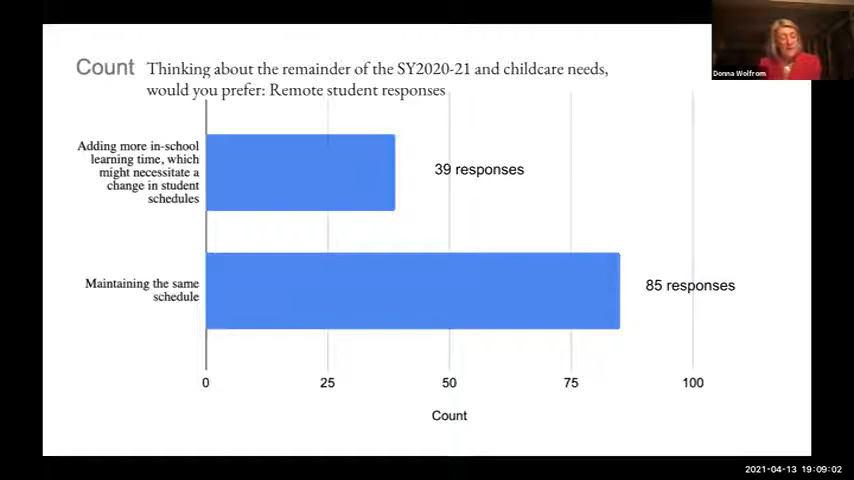 Count
Thinking about the remainder of the SY2020-21 and childcare needs,
would you prefer: Remote student responses
Donna Wolfrom
Adding more in-school
learning time, which
might necessitate a
change in student
schedules
39 responses
Maintaining the same
schedule
85 responses
0 25 50 75 100
Count
2021-04-13 19:09:02